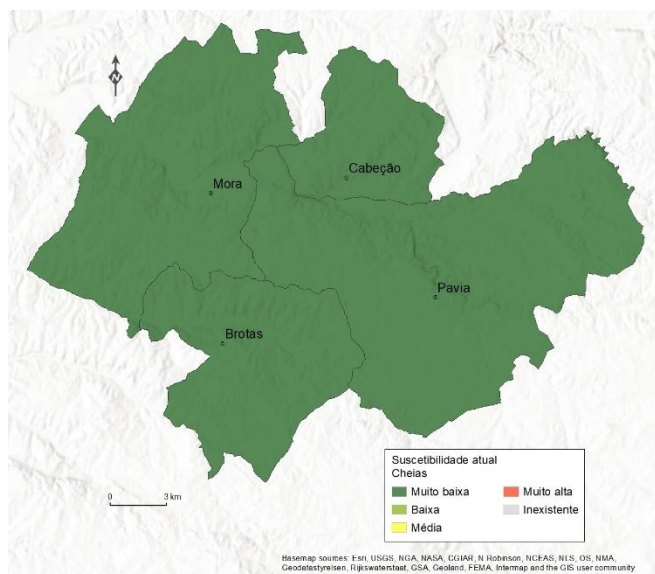 N
Cabeção
Mora
Pavia
Brotas
Suscetibilidade atual
Cheias
Muito baixa
Muito alta
Baixa
Inexistente
Média
0 3 km
Basemap sources: Esri, USGS, NGA, NASA, CGIAR, N Robinson, NCEAS, NLS, OS, NMA,
Geodatastyrelsen, Rijkswaterstaat, GSA, Geoland, FEMA, Intermap and the GIS user community